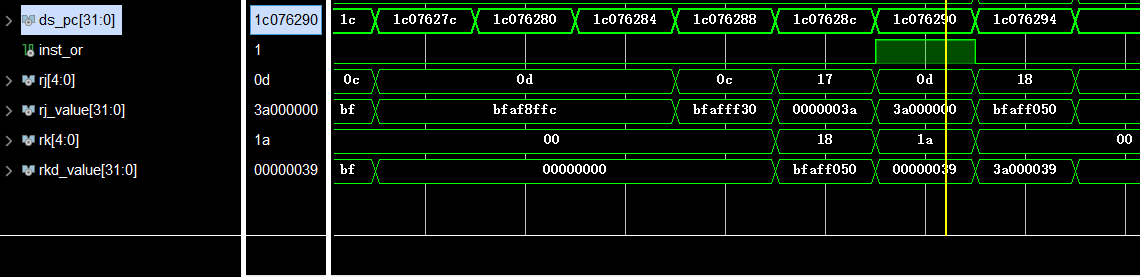 ds_pc[31:0] 1c076290 1c 1c07627c 1c076280 1c076284 1c076288 1c07628c 1c076290 1c076294
inst_or 1
rj[4:0] 0d 0c 0d 0c 17 0d 18
rj_value[31:0] 3a000000 bf bfaf8ffc bfafff30 0000003a 3a000000 bfaff050
rk[4:0] 1a 00 18 1a 00
rkd_value[31:0] 00000039 bf 00000000 bfaff050 00000039 3a000039